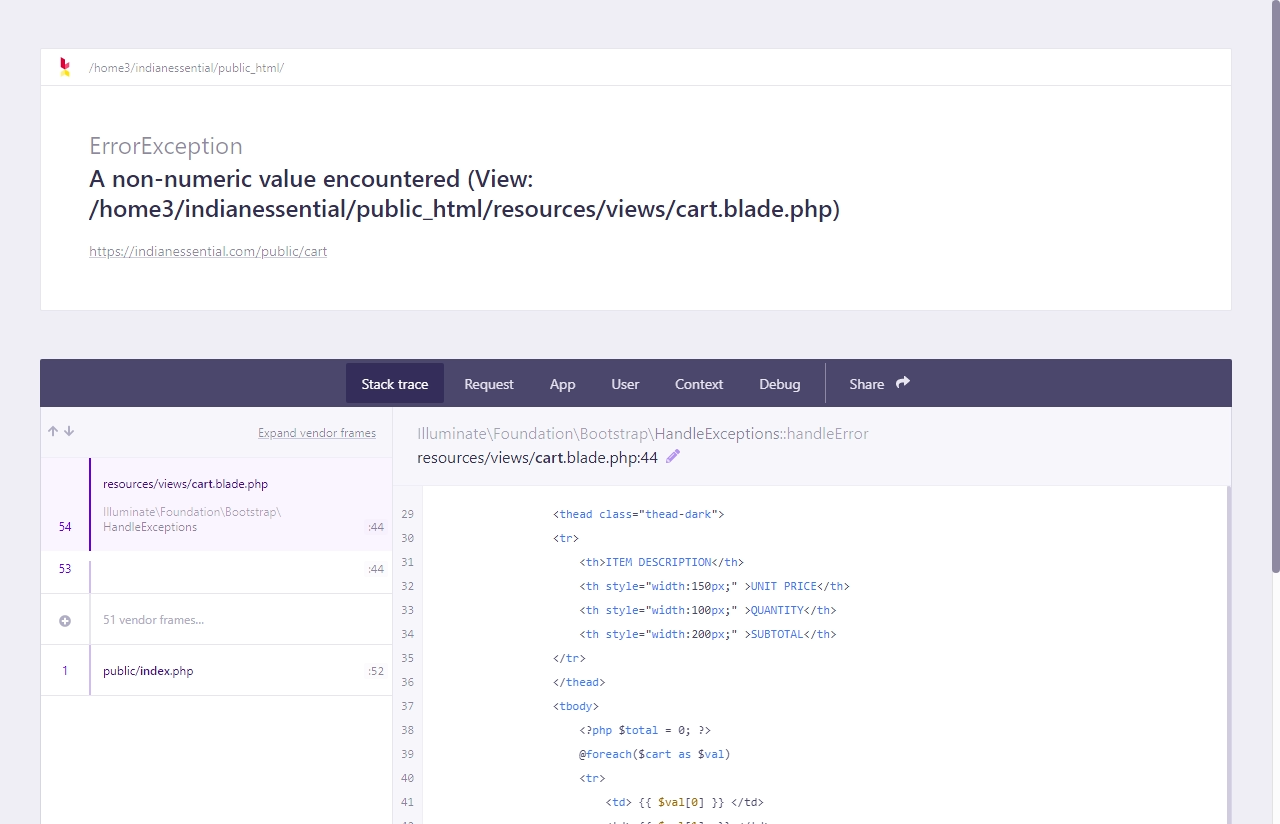 /home3/indianessential/public_html/
ErrorException
A non-numeric value encountered (View:
/home3/indianessential/public_html/resources/views/cart.blade.php)
https://indianessential.com/public/cart
Stack trace Request App User Context Debug Share
Expand vendor frames
resources/views/cart.blade.php
Illuminate\Foundation\Bootstrap\
54 HandleExceptions :44
53 :44
51 vendor frames…
1 public/index.php :52
Illuminate\Foundation\Bootstrap\HandleExceptions::handleError
resources/views/cart.blade.php:44
29 <thead class="thead-dark">
30 <tr>
31 <th>ITEM DESCRIPTION</th>
32 <th style="width:150px;" >UNIT PRICE</th>
33 <th style="width:100px;" >QUANTITY</th>
34 <th style="width:200px;" >SUBTOTAL</th>
35 </tr>
36 </thead>
37 <tbody>
38 <?php $total = 0; ?>
39 @foreach($cart as $val)
40 <tr>
41 <td> {{ $val[0] }} </td>